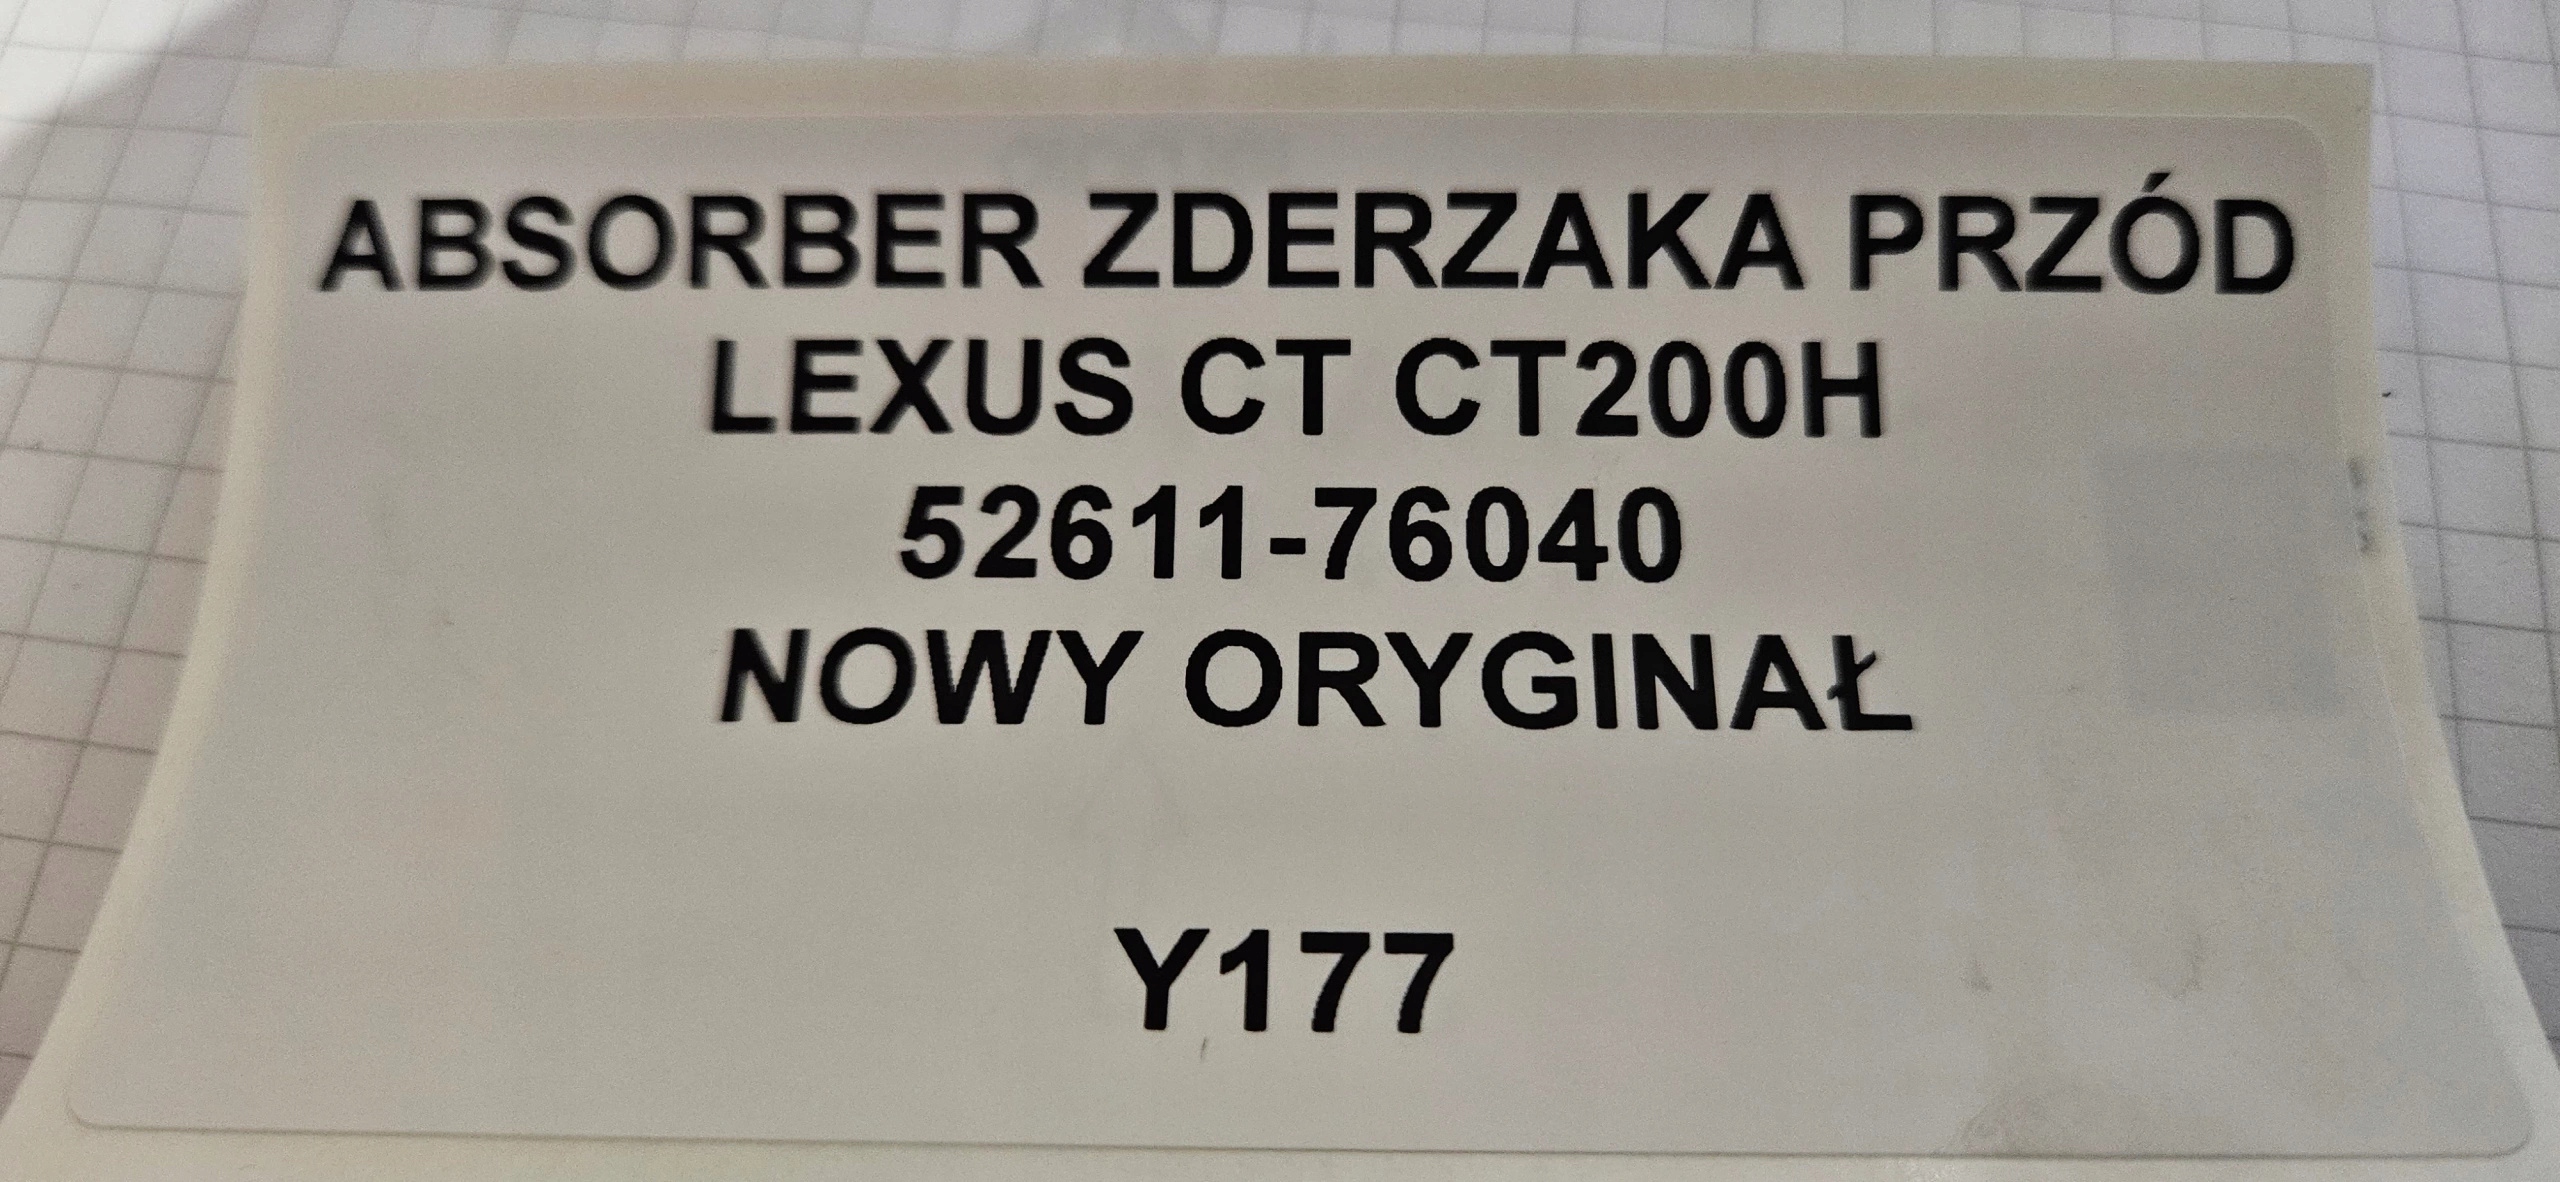 ABSORBER ZDERZAKA PRZÓD
LEXUS CT CT200H
52611-76040
NOWY ORYGINAŁ
Y177